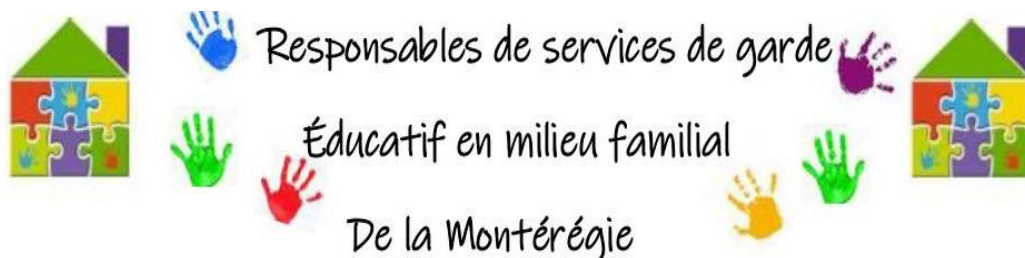 Responsables de services de garde
Éducatif en milieu familial
De la Montérégie